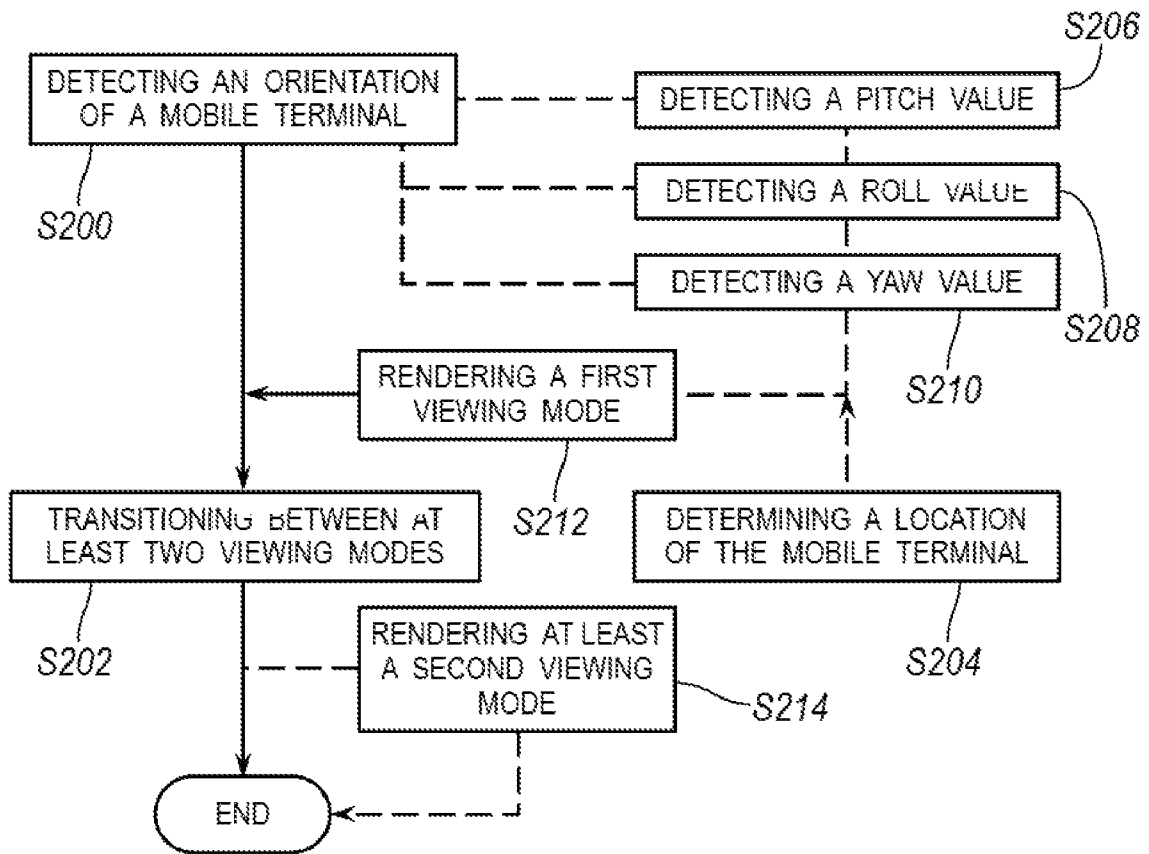 S206
DETECTING AN ORIENTATION
OF A MOBILE TERMINAL
DETECTING A PITCH VALUE
DETECTING A ROLL VALUE
S200
DETECTING A YAW VALUE
S208
S210
RENDERING A FIRST
VIEWING MODE
S212
TRANSITIONING BETWEEN AT
LEAST TWO VIEWING MODES
DETERMINING A LOCATION
OF THE MOBILE TERMINAL
S202
RENDERING AT LEAST
A SECOND VIEWING
MODE
S204
S214
END